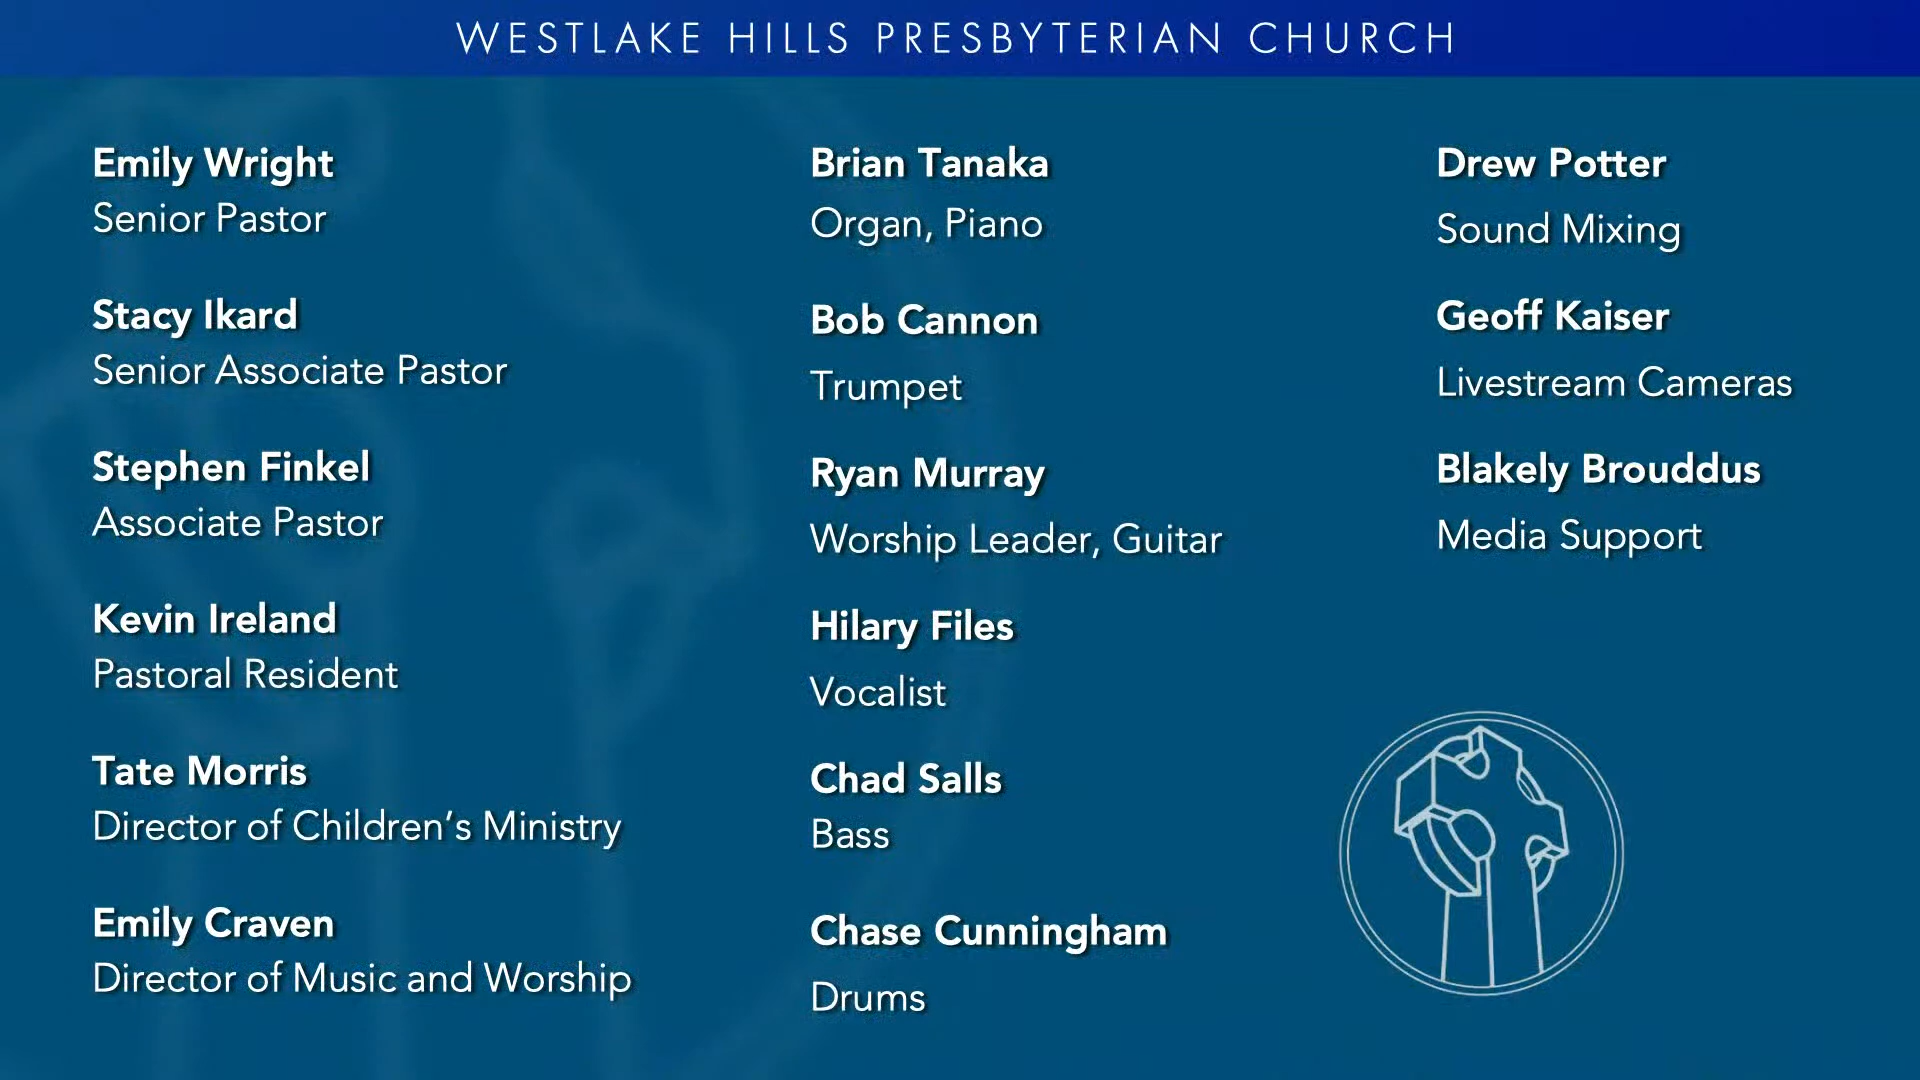 WESTLAKE HILLS PRESBYTERIAN CHURCH
Emily Wright
Senior Pastor
Stacy Ikard
Senior Associate Pastor
Stephen Finkel
Associate Pastor
Kevin Ireland
Pastoral Resident
Tate Morris
Director of Children’s Ministry
Emily Craven
Director of Music and Worship
Brian Tanaka
Organ, Piano
Bob Cannon
Trumpet
Ryan Murray
Worship Leader, Guitar
Hilary Files
Vocalist
Chad Salls
Bass
Chase Cunningham
Drums
Drew Potter
Sound Mixing
Geoff Kaiser
Livestream Cameras
Blakely Brouddus
Media Support